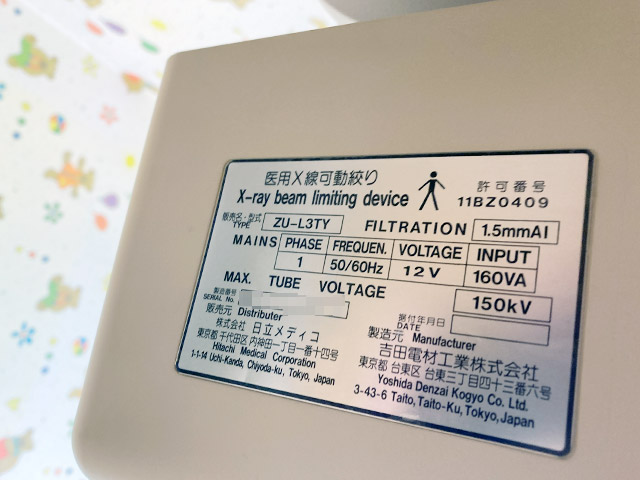 医用X線可動絞り
X-ray beam limiting device
許可番号
11BZ0409
販売名・型式
TYPE
ZU-L3TY
FILTRATION
1.5mmAl
MAINS
PHASE
FREQUEN.
VOLTAGE
INPUT
1
50/60Hz
12V
160VA
MAX. TUBE VOLTAGE
150kV
製造番号
SERIAL No.
据付年月日
DATE
販売元 Distributer
株式会社 日立メディコ
東京都 千代田区 内神田一丁目一番十四号
Hitachi Medical Corporation
1-1-14 Uchi-Kanda, Chiyoda-ku, Tokyo, Japan
製造元 Manufacturer
吉田電材工業株式会社
東京都 台東区 台東三丁目四十三番六号
Yoshida Denzai Kogyo Co. Ltd.
3-43-6 Taito,Taito-Ku,Tokyo,Japan